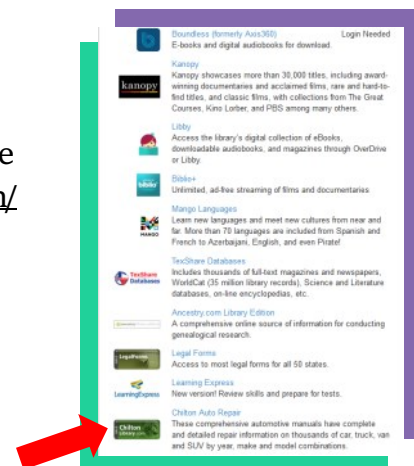 Boundless (formerly Axis360) Login Needed
E-books and digital audiobooks for download.
Kanopy
kanopy
Kanopy showcases more than 30,000 titles, including award-
winning documentaries and acclaimed films, rare and hard-to-
find titles, and classic films, with collections from The Great
Courses, Kino Lorber, and PBS among many others.
Libby
Access the library's digital collection of eBooks,
downloadable audiobooks, and magazines through OverDrive
or Libby.
e
n/
Biblio+
biblio+
Unlimited, ad-free streaming of films and documentaries
Mango Languages
MANGO
Learn new languages and meet new cultures from near and
far. More than 70 languages are included from Spanish and
French to Azerbaijani, English, and even Pirate!
TexShare Databases
TexShare
Databases
Includes thousands of full-text magazines and newspapers,
WorldCat (35 million library records), Science and Literature
databases, on-line encyclopedias, etc.
Ancestry.com Library Edition
A comprehensive online source of information for conducting
genealogical research.
Legal Forms
LegalForms
Access to most legal forms for all 50 states.
Learning Express
LearningExpress
New version! Review skills and prepare for tests.
Chilton Auto Repair
Chilton
Library.com
These comprehensive automotive manuals have complete
and detailed repair information on thousands of car, truck, van
and SUV by year, make and model combinations.